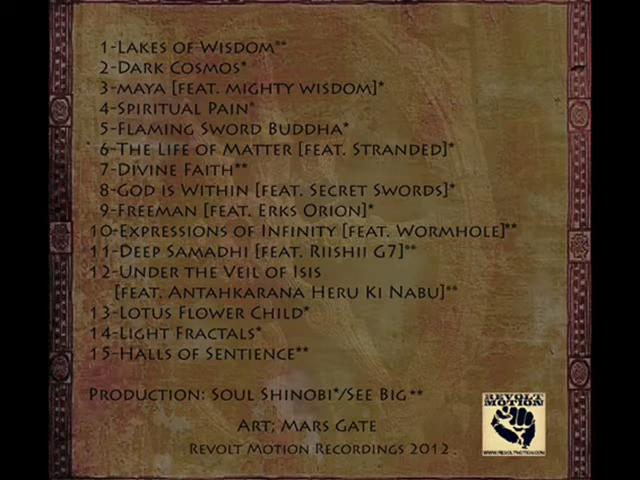 1-Lakes of Wisdom**
2-Dark Cosmos*
3-maya [feat. mighty wisdom]*
4-Spiritual Pain*
5-Flaming Sword Buddha*
6-The Life of Matter [feat. Stranded]*
7-Divine Faith**
8-God is Within [feat. Secret Swords]*
9-Freeman [feat. Erks Orion]*
10-Expressions of Infinity [feat. Wormhole]**
11-Deep Samadhi [feat. Riishii G7]**
12-Under the Veil of Isis
[feat. Antahkarana Heru Ki Nabu]**
13-Lotus Flower Child*
14-Light Fractals*
15-Halls of Sentience**
Production: Soul Shinobi*/See Big**
Art; Mars Gate
Revolt Motion Recordings 2012
REVOLT
MOTION
WWW.REVOLTMOTION.COM